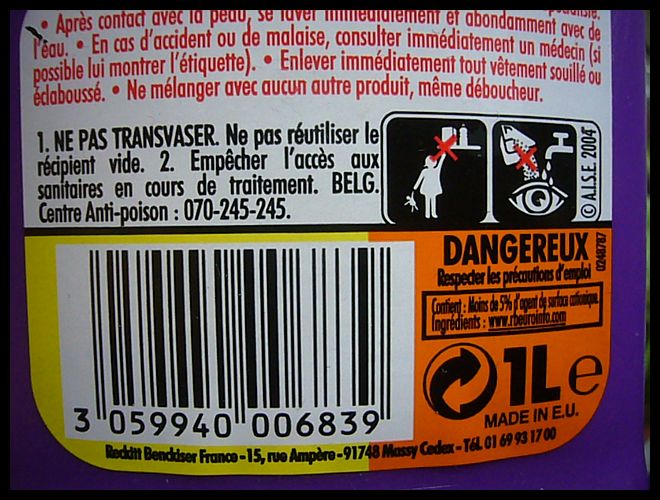 • Après contact avec la peau, se laver immédiatement et abondamment avec de
l'eau. • En cas d'accident ou de malaise, consulter immédiatement un médecin (si
possible lui montrer l'étiquette). • Enlever immédiatement tout vêtement souillé ou
éclaboussé. • Ne mélanger avec aucun autre produit, même déboucheur.
1. NE PAS TRANSVASER. Ne pas réutiliser le
récipient vide. 2. Empêcher l'accès aux
sanitaires en cours de traitement. BELG.
Centre Anti-poison : 070-245-245.
© A.I.S.E. 2004
DANGEREUX
Respecter les précautions d'emploi
0248787
Contient : Moins de 5% d'agent de surface cationique.
Ingrédients : www.rbeuroinfo.com
1L e
MADE IN E.U.
3 059940 006839
Reckitt Benckiser France - 15, rue Ampère - 91748 Massy Cedex - Tél. 01 69 93 17 00